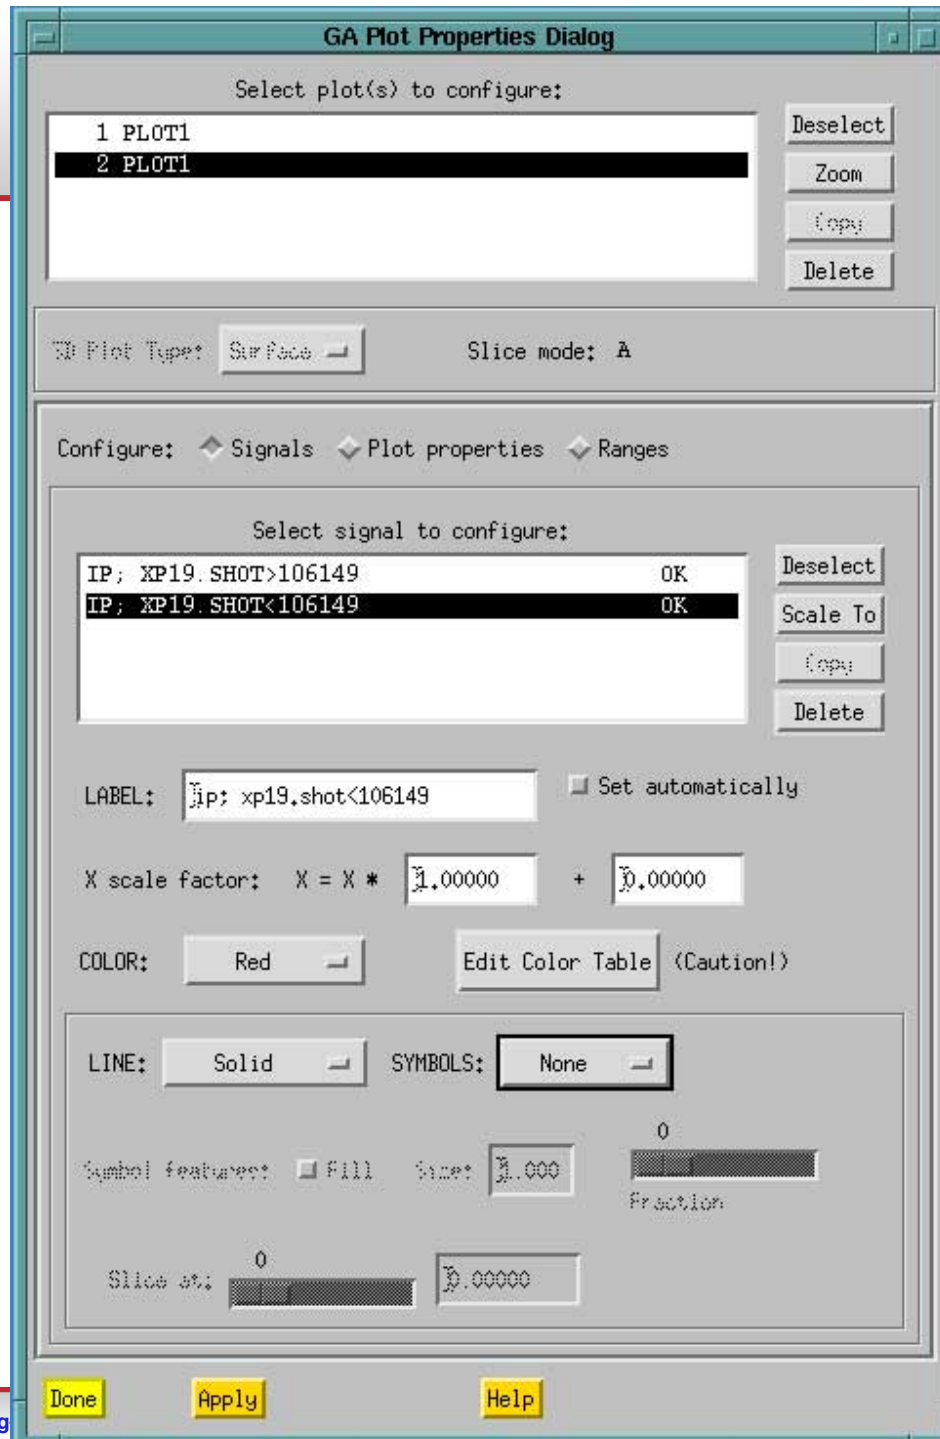 GA Plot Properties Dialog
Select plot(s) to configure:
1 PLOT1
2 PLOT1
Deselect
Zoom
Copy
Delete
3D Plot Type: Surface
Slice mode: A
Configure: Signals Plot properties Ranges
Select signal to configure:
IP; XP19.SHOT>106149 OK
IP; XP19.SHOT<106149 OK
Deselect
Scale To
Copy
Delete
LABEL: ip; xp19.shot<106149 Set automatically
X scale factor: X = X * 1.00000 + 0.00000
COLOR: Red Edit Color Table (Caution!)
LINE: Solid SYMBOLS: None
0
Symbol features: Fill Size: 1.000
Fraction
0
Slice at: 0.00000
Done Apply Help
g